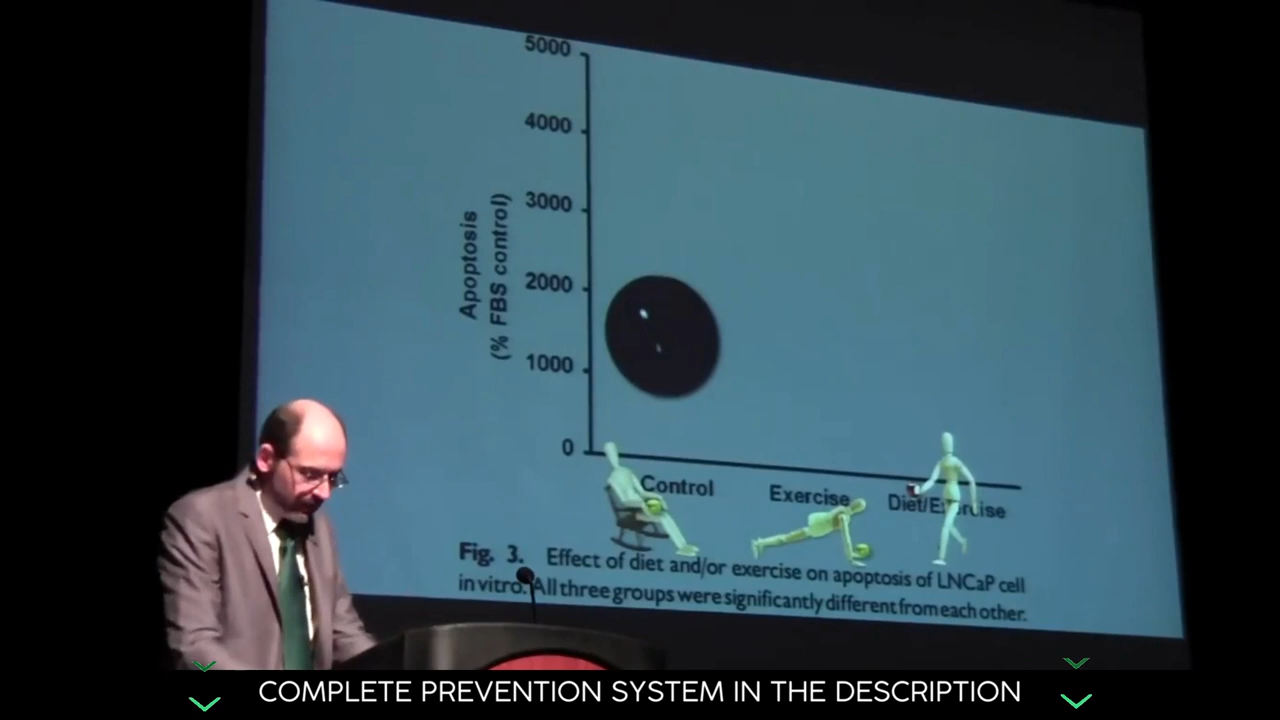 5000
4000
3000
2000
1000
0
Apoptosis
(% FBS control)
Control
Exercise
Diet/Exercise
Fig. 3. Effect of diet and/or exercise on apoptosis of LNCaP cell
in vitro. All three groups were significantly different from each other.
COMPLETE PREVENTION SYSTEM IN THE DESCRIPTION